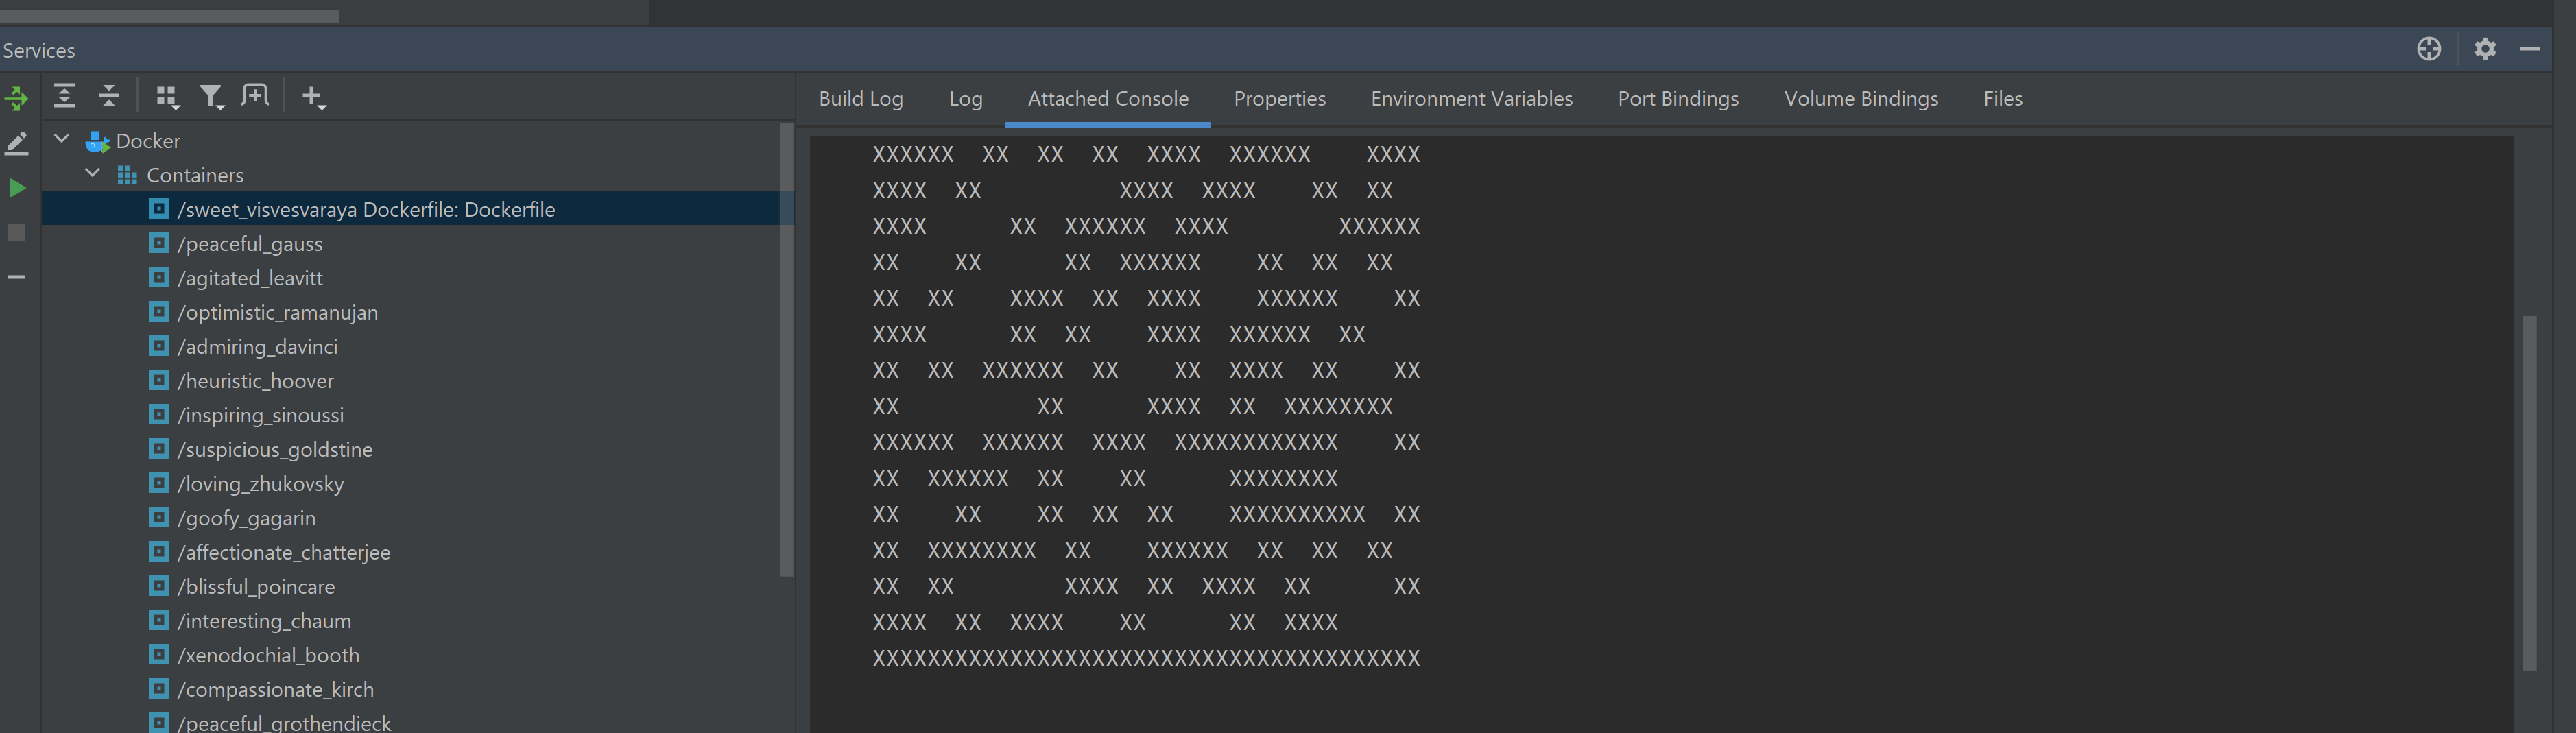 Services
Build Log Log Attached Console Properties Environment Variables Port Bindings Volume Bindings Files
Docker
Containers
/sweet_visvesvaraya Dockerfile: Dockerfile
/peaceful_gauss
/agitated_leavitt
/optimistic_ramanujan
/admiring_davinci
/heuristic_hoover
/inspiring_sinoussi
/suspicious_goldstine
/loving_zhukovsky
/goofy_gagarin
/affectionate_chatterjee
/blissful_poincare
/interesting_chaum
/xenodochial_booth
/compassionate_kirch
/peaceful_grothendieck
XXXXXX  XX  XX  XX  XXXX  XXXXXX    XXXX
XXXX  XX          XXXX  XXXX    XX  XX
XXXX      XX  XXXXXX  XXXX        XXXXXX
XX    XX      XX  XXXXXX    XX  XX  XX
XX  XX    XXXX  XX  XXXX    XXXXXX    XX
XXXX      XX  XX    XXXX  XXXXXX  XX
XX  XX  XXXXXX  XX    XX  XXXX  XX    XX
XX          XX      XXXX  XX  XXXXXXXX
XXXXXX  XXXXXX  XXXX  XXXXXXXXXXXX    XX
XX  XXXXXX  XX    XX      XXXXXXXX
XX    XX    XX  XX  XX    XXXXXXXXXX  XX
XX  XXXXXXXX  XX    XXXXXX  XX  XX  XX
XX  XX        XXXX  XX  XXXX  XX      XX
XXXX  XX  XXXX    XX      XX  XXXX
XXXXXXXXXXXXXXXXXXXXXXXXXXXXXXXXXXXXXXXX